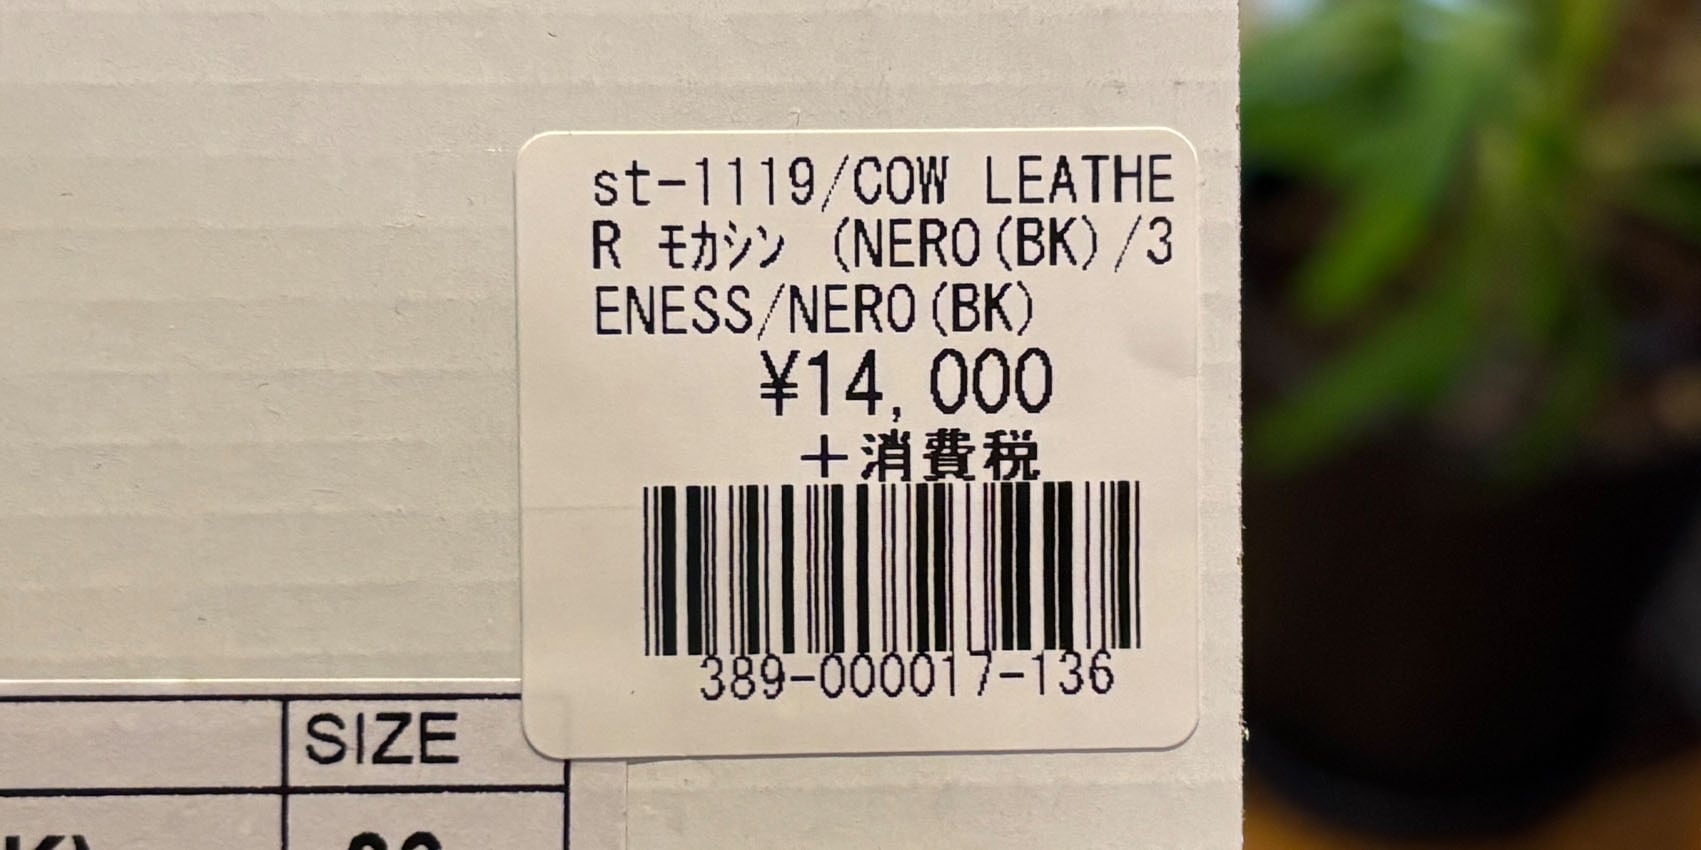 st-1119/COW LEATHE
R ﾓｶｼﾝ (NERO(BK)/3
ENESS/NERO(BK)
¥14,000
+消費税
389-000017-136
SIZE